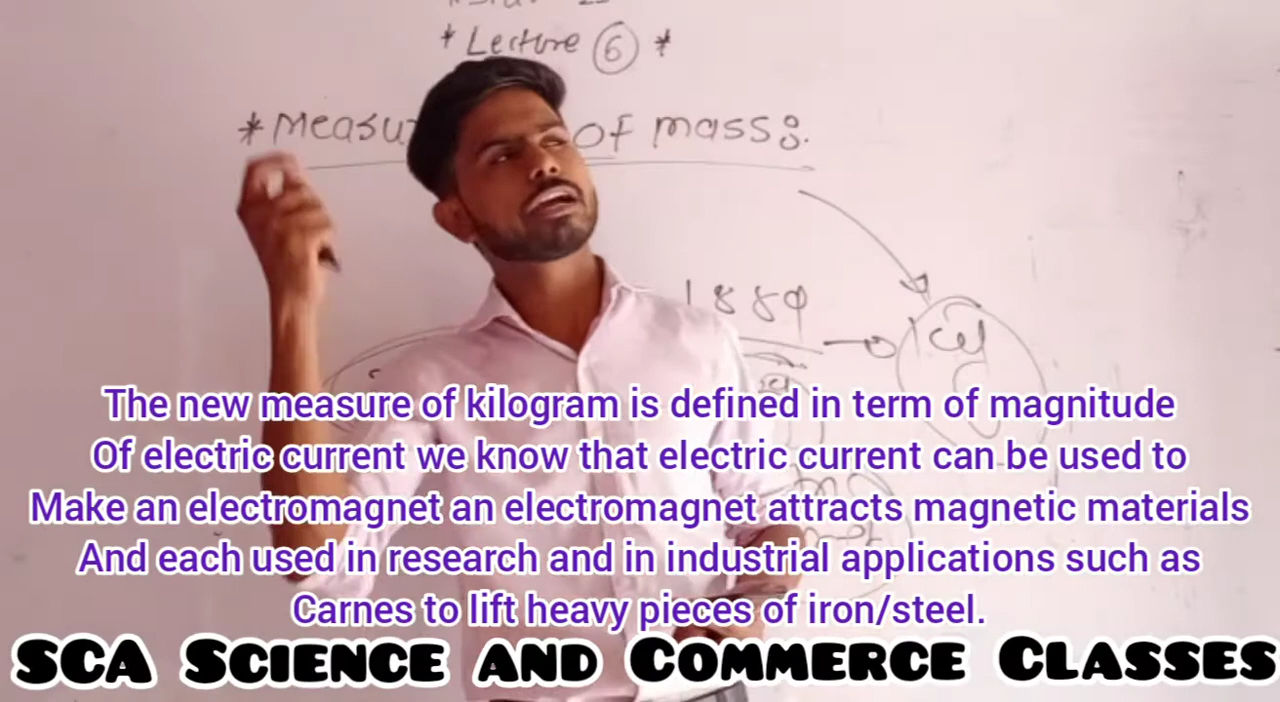 * Lecture 6 *
* Measu of mass:
1889
The new measure of kilogram is defined in term of magnitude
Of electric current we know that electric current can be used to
Make an electromagnet an electromagnet attracts magnetic materials
And each used in research and in industrial applications such as
Carnes to lift heavy pieces of iron/steel.
SCA Science and Commerce Classes